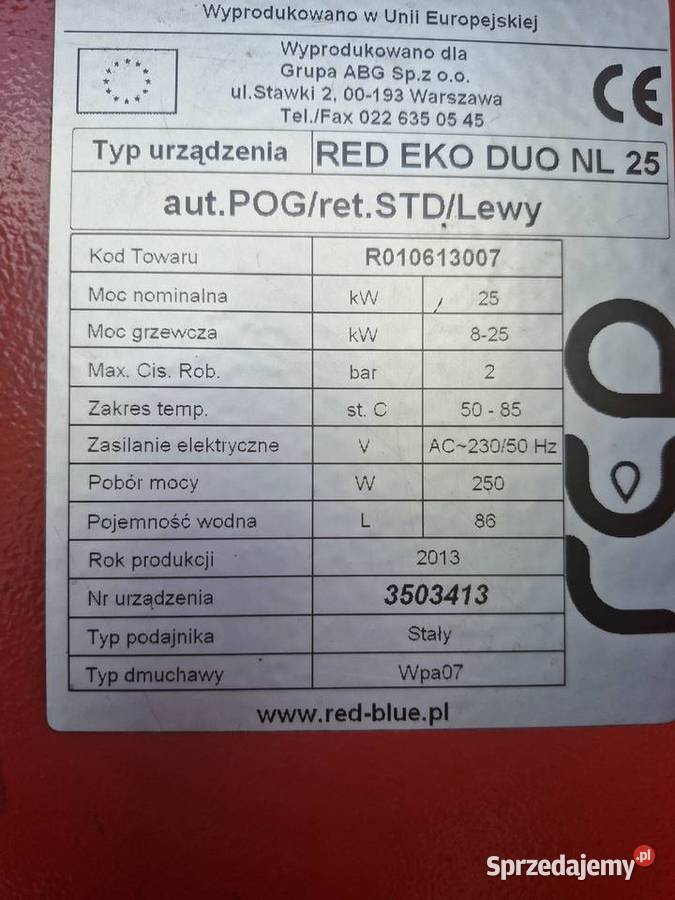 Wyprodukowano w Unii Europejskiej
Wyprodukowano dla
Grupa ABG Sp.z o.o.
ul.Stawki 2, 00-193 Warszawa
Tel./Fax 022 635 05 45
CE
Typ urządzenia RED EKO DUO NL 25
aut.POG/ret.STD/Lewy
Kod Towaru R010613007
Moc nominalna kW 25
Moc grzewcza kW 8-25
Max. Cis. Rob. bar 2
Zakres temp. st. C 50 - 85
Zasilanie elektryczne V AC~230/50 Hz
Pobór mocy W 250
Pojemność wodna L 86
Rok produkcji 2013
Nr urządzenia 3503413
Typ podajnika Stały
Typ dmuchawy Wpa07
www.red-blue.pl
Sprzedajemy.pl